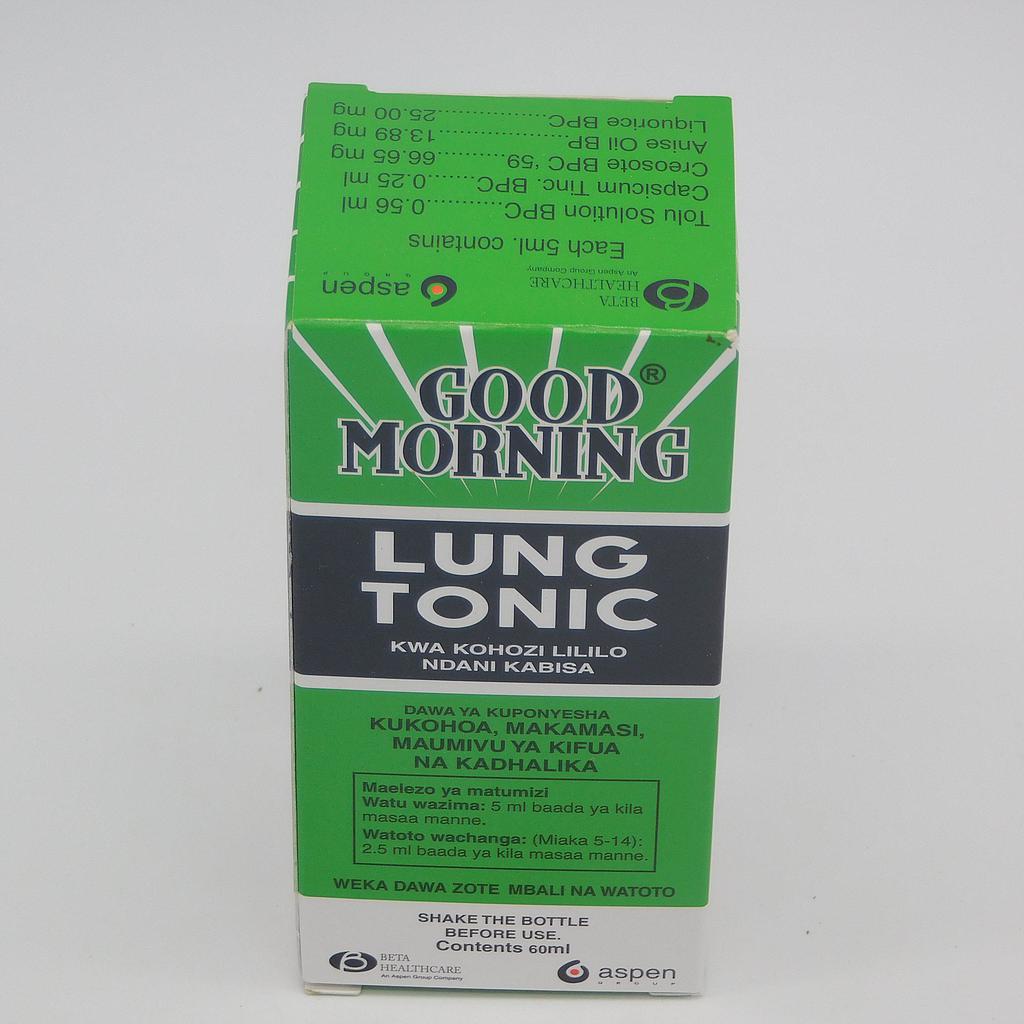 BETA
HEALTHCARE
An Aspen Group Company
aspen
GROUP
Each 5ml. contains
Tolu Solution BPC............0.56 ml
Capsicum Tinc. BPC.......0.25 ml
Creosote BPC '59..........66.65 mg
Anise Oil BP...................13.89 mg
Liquorice BPC................25.00 mg
GOOD®
MORNING
LUNG
TONIC
KWA KOHOZI LILILO
NDANI KABISA
DAWA YA KUPONYESHA
KUKOHOA, MAKAMASI,
MAUMIVU YA KIFUA
NA KADHALIKA
Maelezo ya matumizi
Watu wazima: 5 ml baada ya kila
masaa manne.
Watoto wachanga: (Miaka 5-14):
2.5 ml baada ya kila masaa manne.
WEKA DAWA ZOTE MBALI NA WATOTO
SHAKE THE BOTTLE
BEFORE USE.
Contents 60ml
BETA
HEALTHCARE
An Aspen Group Company
aspen
GROUP